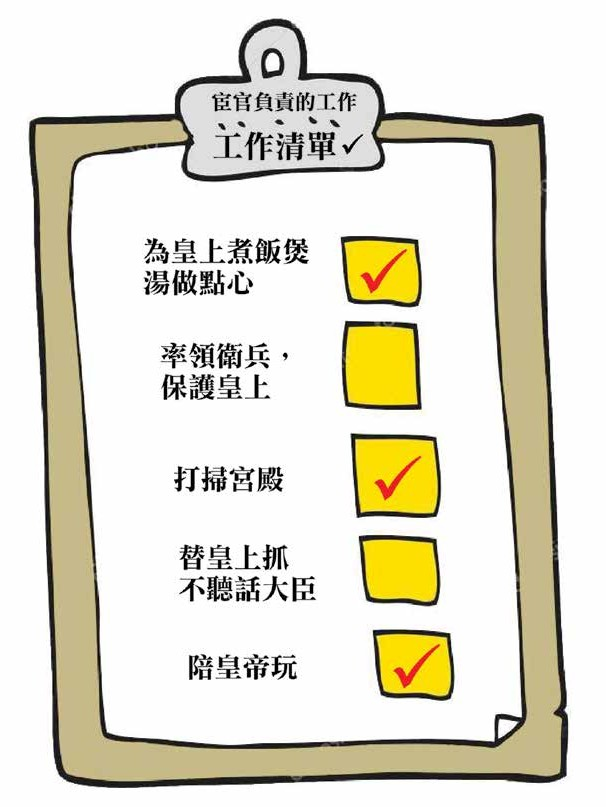 宦官負責的工作
工作清單✓
為皇上煮飯煲
湯做點心
率領衛兵，
保護皇上
打掃宮殿
替皇上抓
不聽話大臣
陪皇帝玩